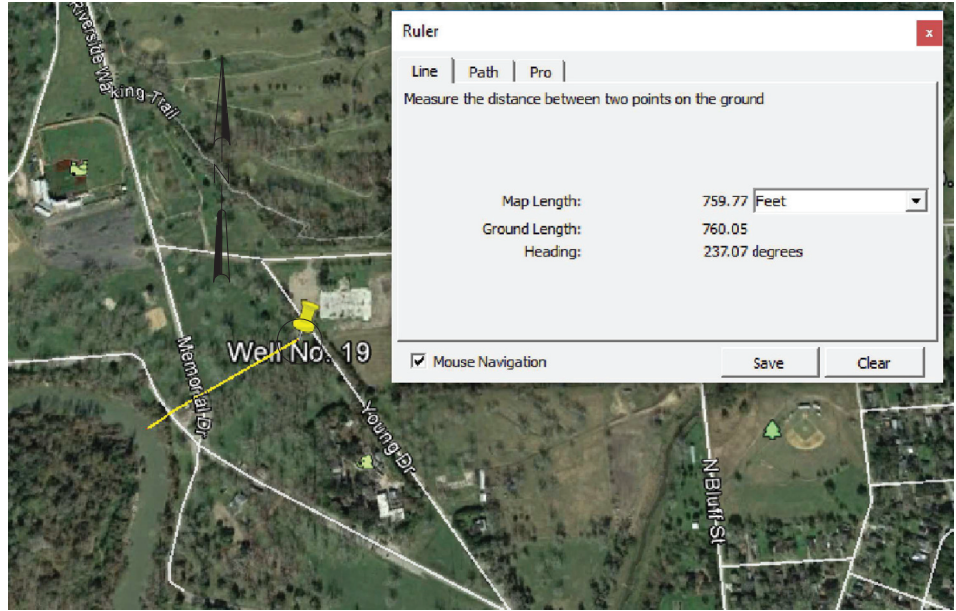 Riverside Waking Trail
Ruler
x
Line
Path
Pro
Measure the distance between two points on the ground
Map Length: 759.77 Feet
Ground Length: 760.05
Heading: 237.07 degrees
Mouse Navigation
Save
Clear
N
Well No. 19
Memorial Dr
Young Dr
N Bluff St